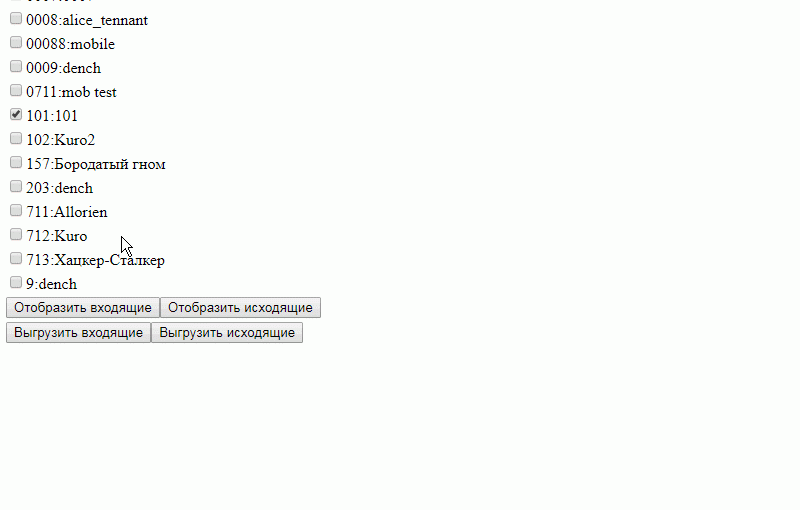 0008:alice_tennant
00088:mobile
0009:dench
0711:mob test
101:101
102:Kuro2
157:Бородатый гном
203:dench
711:Allorien
712:Kuro
713:Хацкер-Сталкер
9:dench
Отобразить входящие Отобразить исходящие
Выгрузить входящие Выгрузить исходящие